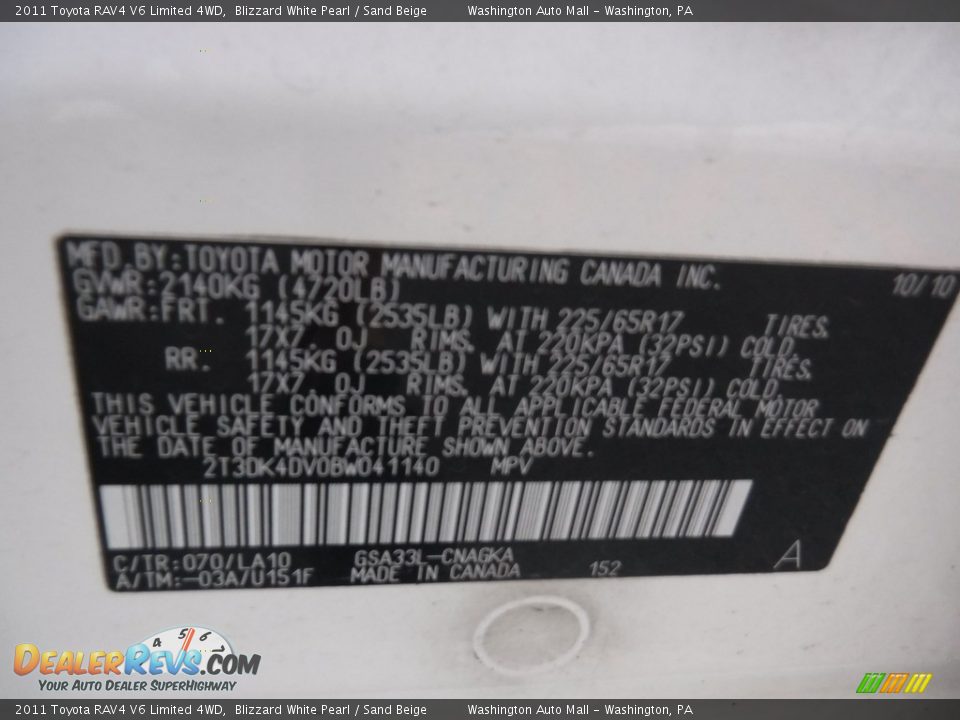 2011 Toyota RAV4 V6 Limited 4WD,  Blizzard White Pearl / Sand Beige          Washington Auto Mall - Washington, PA
MFD.BY:TOYOTA MOTOR MANUFACTURING CANADA INC.          10/10
GVWR:2140KG (4720LB)
GAWR:FRT. 1145KG (2535LB) WITH 225/65R17 TIRES.
17X7.0J RIMS. AT 220KPA (32PSI) COLD.
RR. 1145KG (2535LB) WITH 225/65R17 TIRES.
17X7.0J RIMS. AT 220KPA (32PSI) COLD.
THIS VEHICLE CONFORMS TO ALL APPLICABLE FEDERAL MOTOR
VEHICLE SAFETY AND THEFT PREVENTION STANDARDS IN EFFECT ON
THE DATE OF MANUFACTURE SHOWN ABOVE.
2T3DK4DV0BW041140 MPV
C/TR:070/LA10 GSA33L-CNAGKA
A/TM:-03A/U151F MADE IN CANADA 152 A
4 5 6
DealerRevs.com
Your Auto Dealer SuperHighway
2011 Toyota RAV4 V6 Limited 4WD,  Blizzard White Pearl / Sand Beige          Washington Auto Mall - Washington, PA